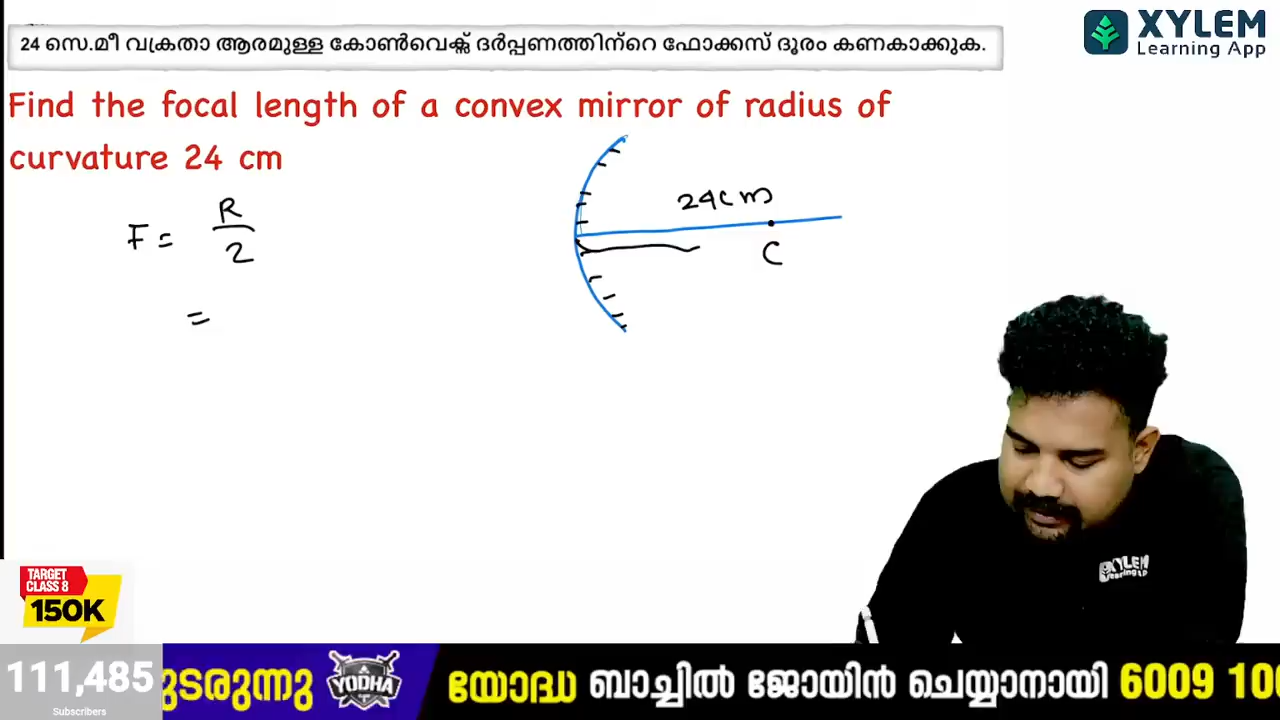 24 സെ.മീ വക്രതാ ആരമുള്ള കോൺവെക്സ് ദർപ്പണത്തിന്റെ ഫോക്കസ് ദൂരം കണകാക്കുക.
XYLEM
Learning App
Find the focal length of a convex mirror of radius of
curvature 24 cm
F = R/2
=
24cm
C
XYLEM
TARGET
CLASS 8
150K
111,485
Subscribers
ുടരുന്നു
YODHA
യോദ്ധ ബാച്ചിൽ ജോയിൻ ചെയ്യാനായി 6009 10